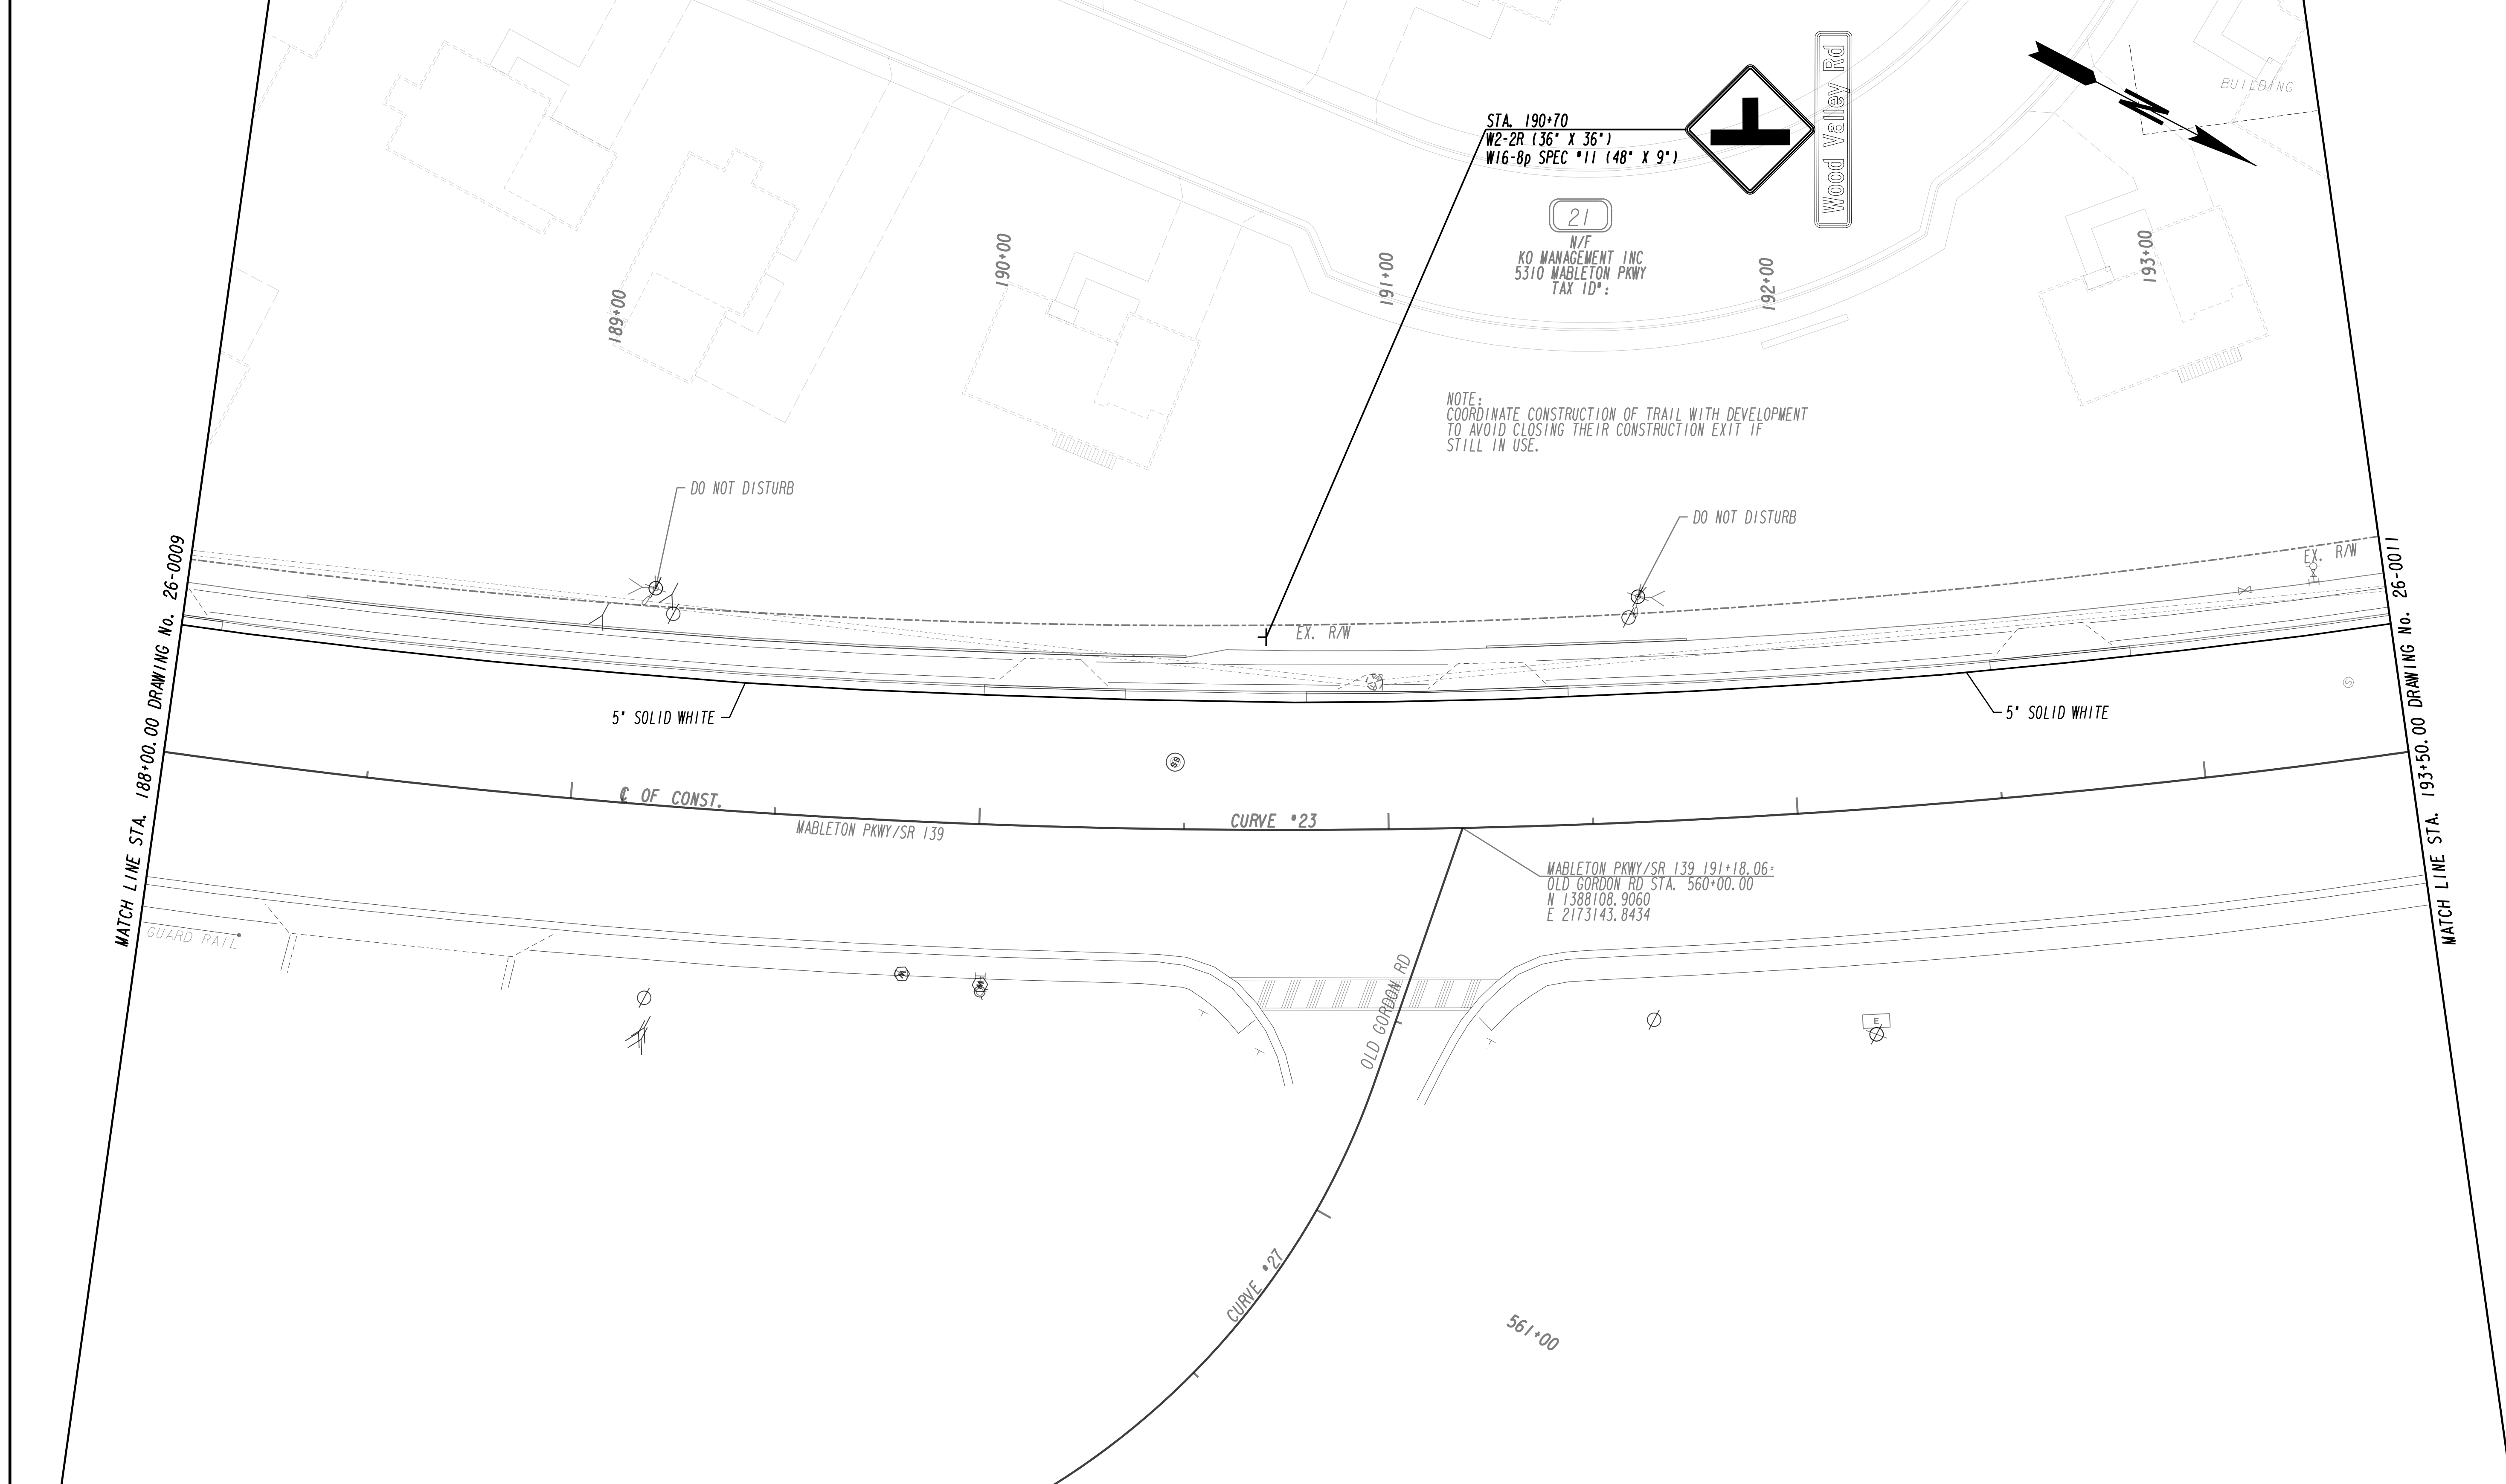 STA. 190+70
W2-2R (36" X 36")
W16-8p SPEC #11 (48" X 9")
Wood Valley Rd
N
BUILDING
21
N/F
KO MANAGEMENT INC
5310 MABLETON PKWY
TAX ID#:
189+00
190+00
191+00
192+00
193+00
NOTE:
COORDINATE CONSTRUCTION OF TRAIL WITH DEVELOPMENT
TO AVOID CLOSING THEIR CONSTRUCTION EXIT IF
STILL IN USE.
DO NOT DISTURB
DO NOT DISTURB
MATCH LINE STA. 188+00.00 DRAWING No. 26-0009
EX. R/W
EX. R/W
MATCH LINE STA. 193+50.00 DRAWING No. 26-0011
5" SOLID WHITE
5" SOLID WHITE
S
SS
℄ OF CONST.
MABLETON PKWY/SR 139
CURVE #23
MABLETON PKWY/SR 139 191+18.06=
OLD GORDON RD STA. 560+00.00
N 1388108.9060
E 2173143.8434
GUARD RAIL
M
E
OLD GORDON RD
CURVE #27
561+00